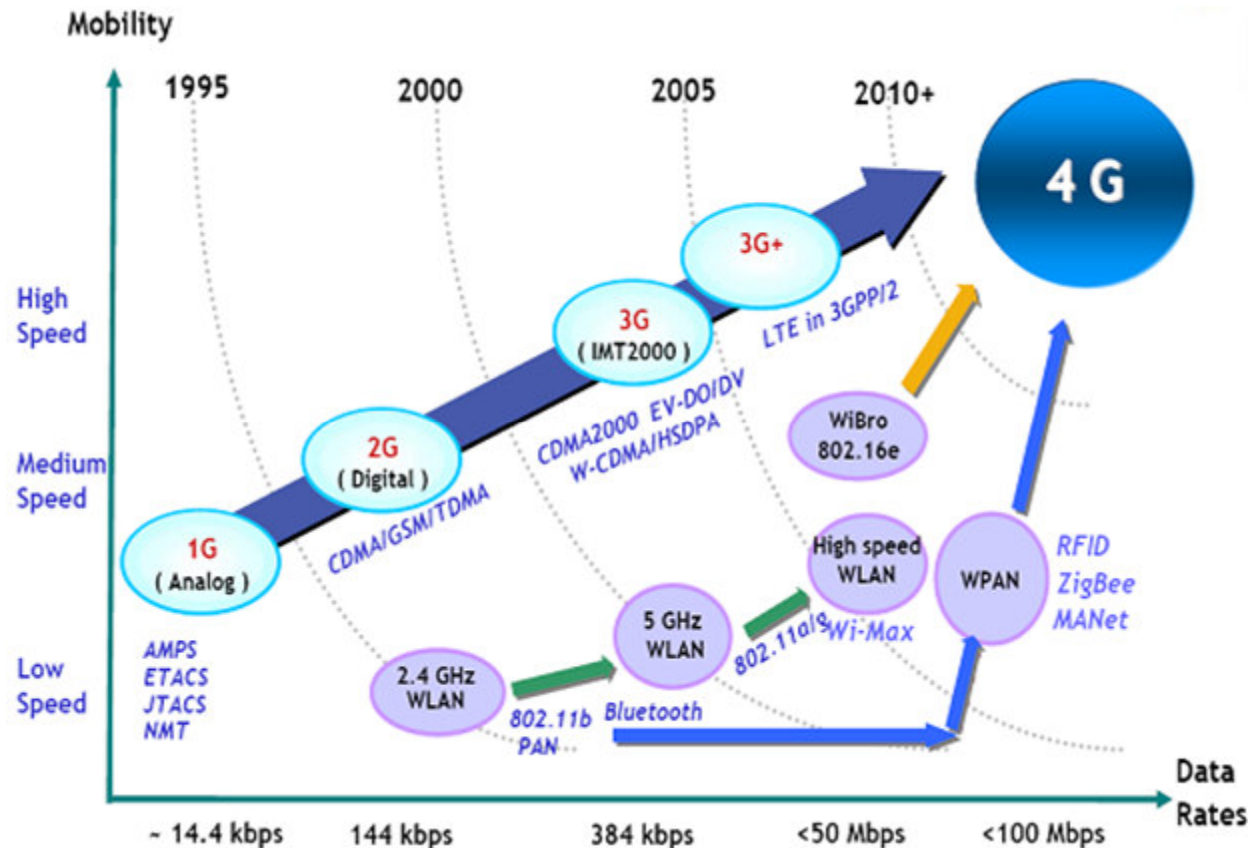 Mobility
1995
2000
2005
2010+
4 G
3G+
High
Speed
3G
( IMT2000 )
LTE in 3GPP/2
2G
( Digital )
CDMA2000 EV-DO/DV
W-CDMA/HSDPA
WiBro
802.16e
Medium
Speed
1G
( Analog )
CDMA/GSM/TDMA
High speed
WLAN
WPAN
RFID
ZigBee
MANet
5 GHz
WLAN
802.11a/g
Wi-Max
Low
Speed
AMPS
ETACS
JTACS
NMT
2.4 GHz
WLAN
802.11b
PAN
Bluetooth
Data
Rates
~ 14.4 kbps
144 kbps
384 kbps
<50 Mbps
<100 Mbps